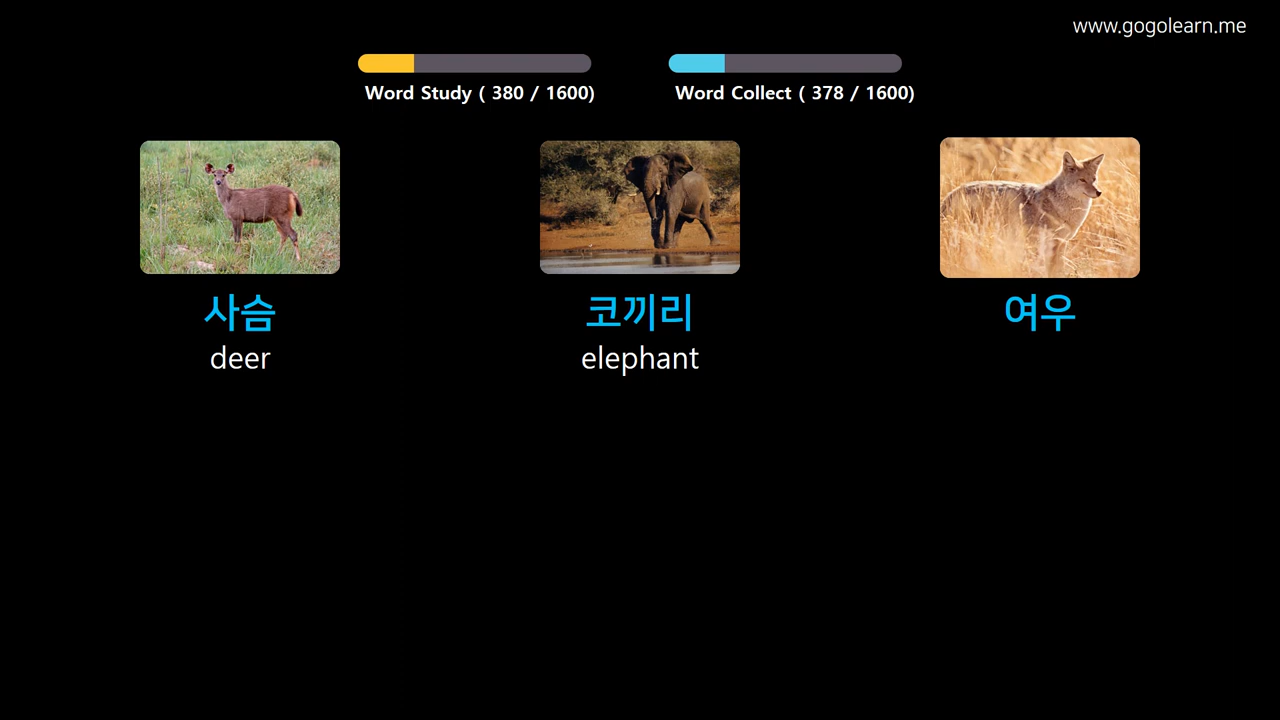 www.gogolearn.me
Word Study ( 380 / 1600)
Word Collect ( 378 / 1600)
사슴
deer
코끼리
elephant
여우